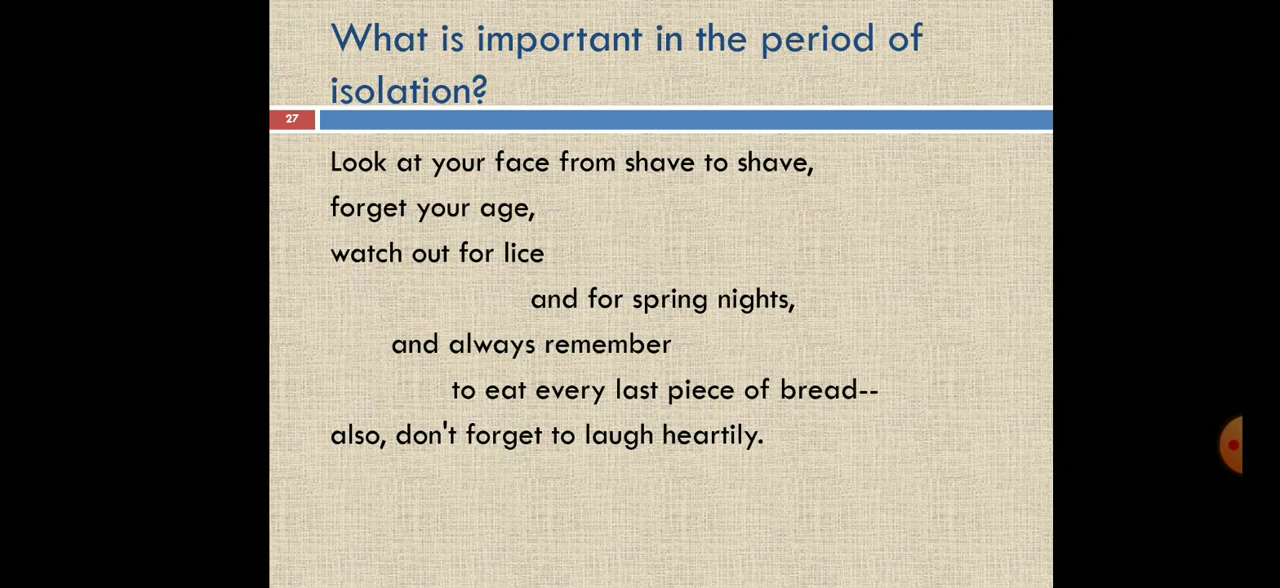 What is important in the period of
isolation?
27
Look at your face from shave to shave,
forget your age,
watch out for lice
and for spring nights,
and always remember
to eat every last piece of bread--
also, don't forget to laugh heartily.